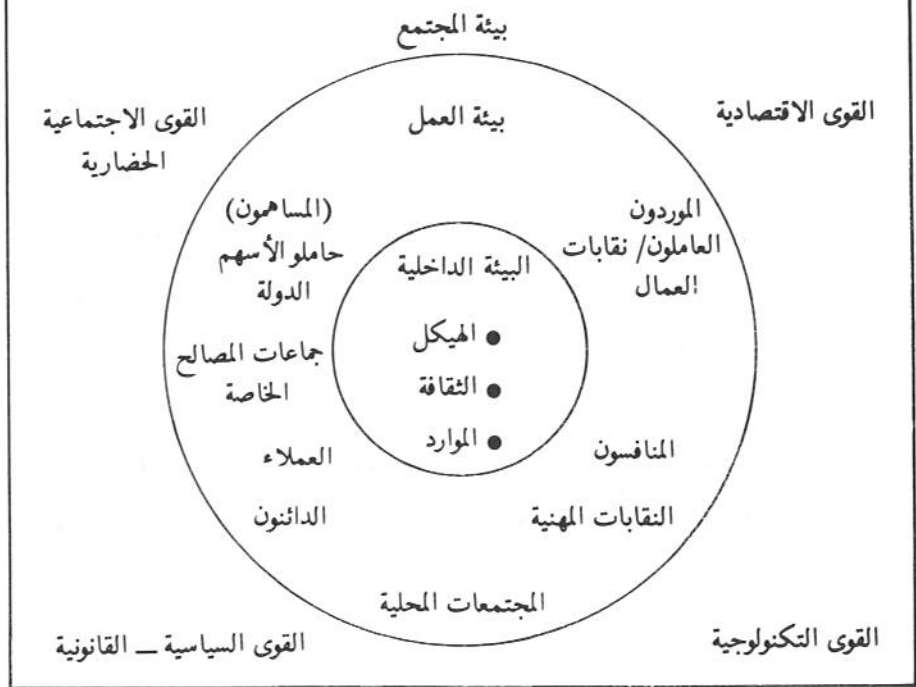 بيئة المجتمع
القوى الاقتصادية
القوى الاجتماعية
الحضارية
بيئة العمل
الموردون
العاملون/ نقابات
العمال
(المساهمون)
حاملو الأسهم
الدولة
البيئة الداخلية
● الهيكل
● الثقافة
● الموارد
جماعات المصالح
الخاصة
المنافسون
العملاء
النقابات المهنية
الدائنون
المجتمعات المحلية
القوى التكنولوجية
القوى السياسية — القانونية